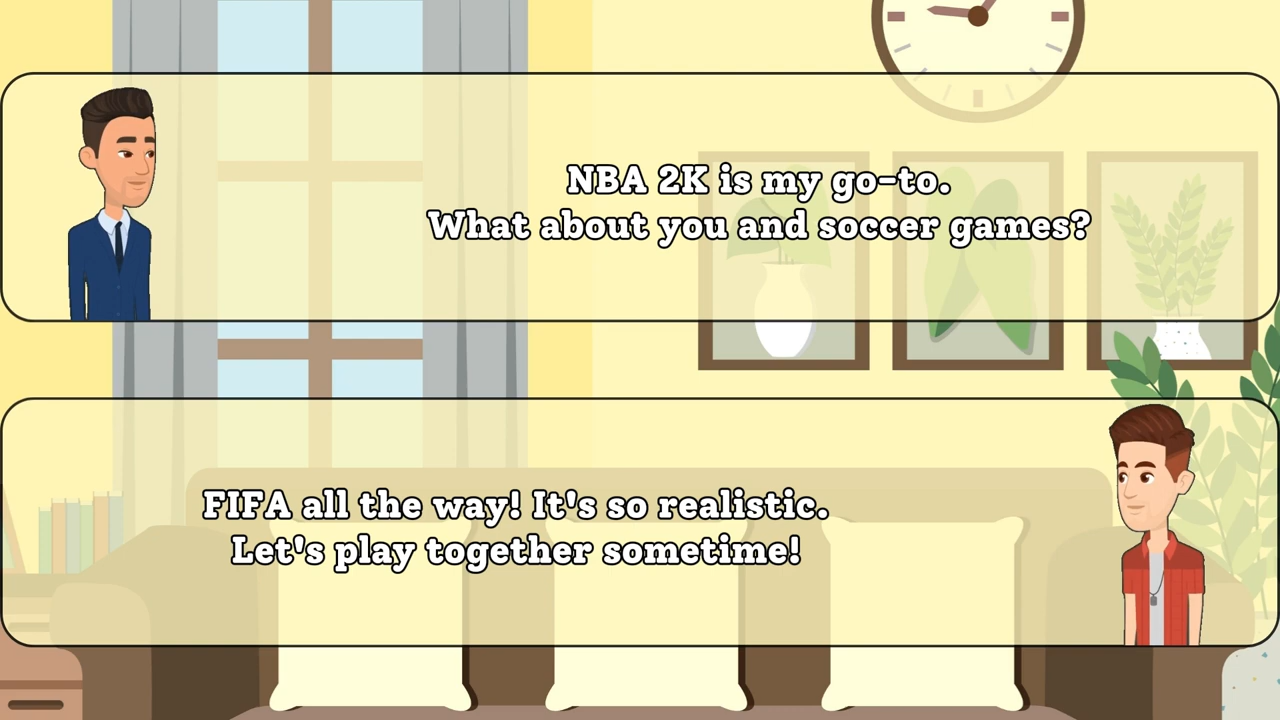 NBA 2K is my go-to.
What about you and soccer games?
FIFA all the way! It's so realistic.
Let's play together sometime!